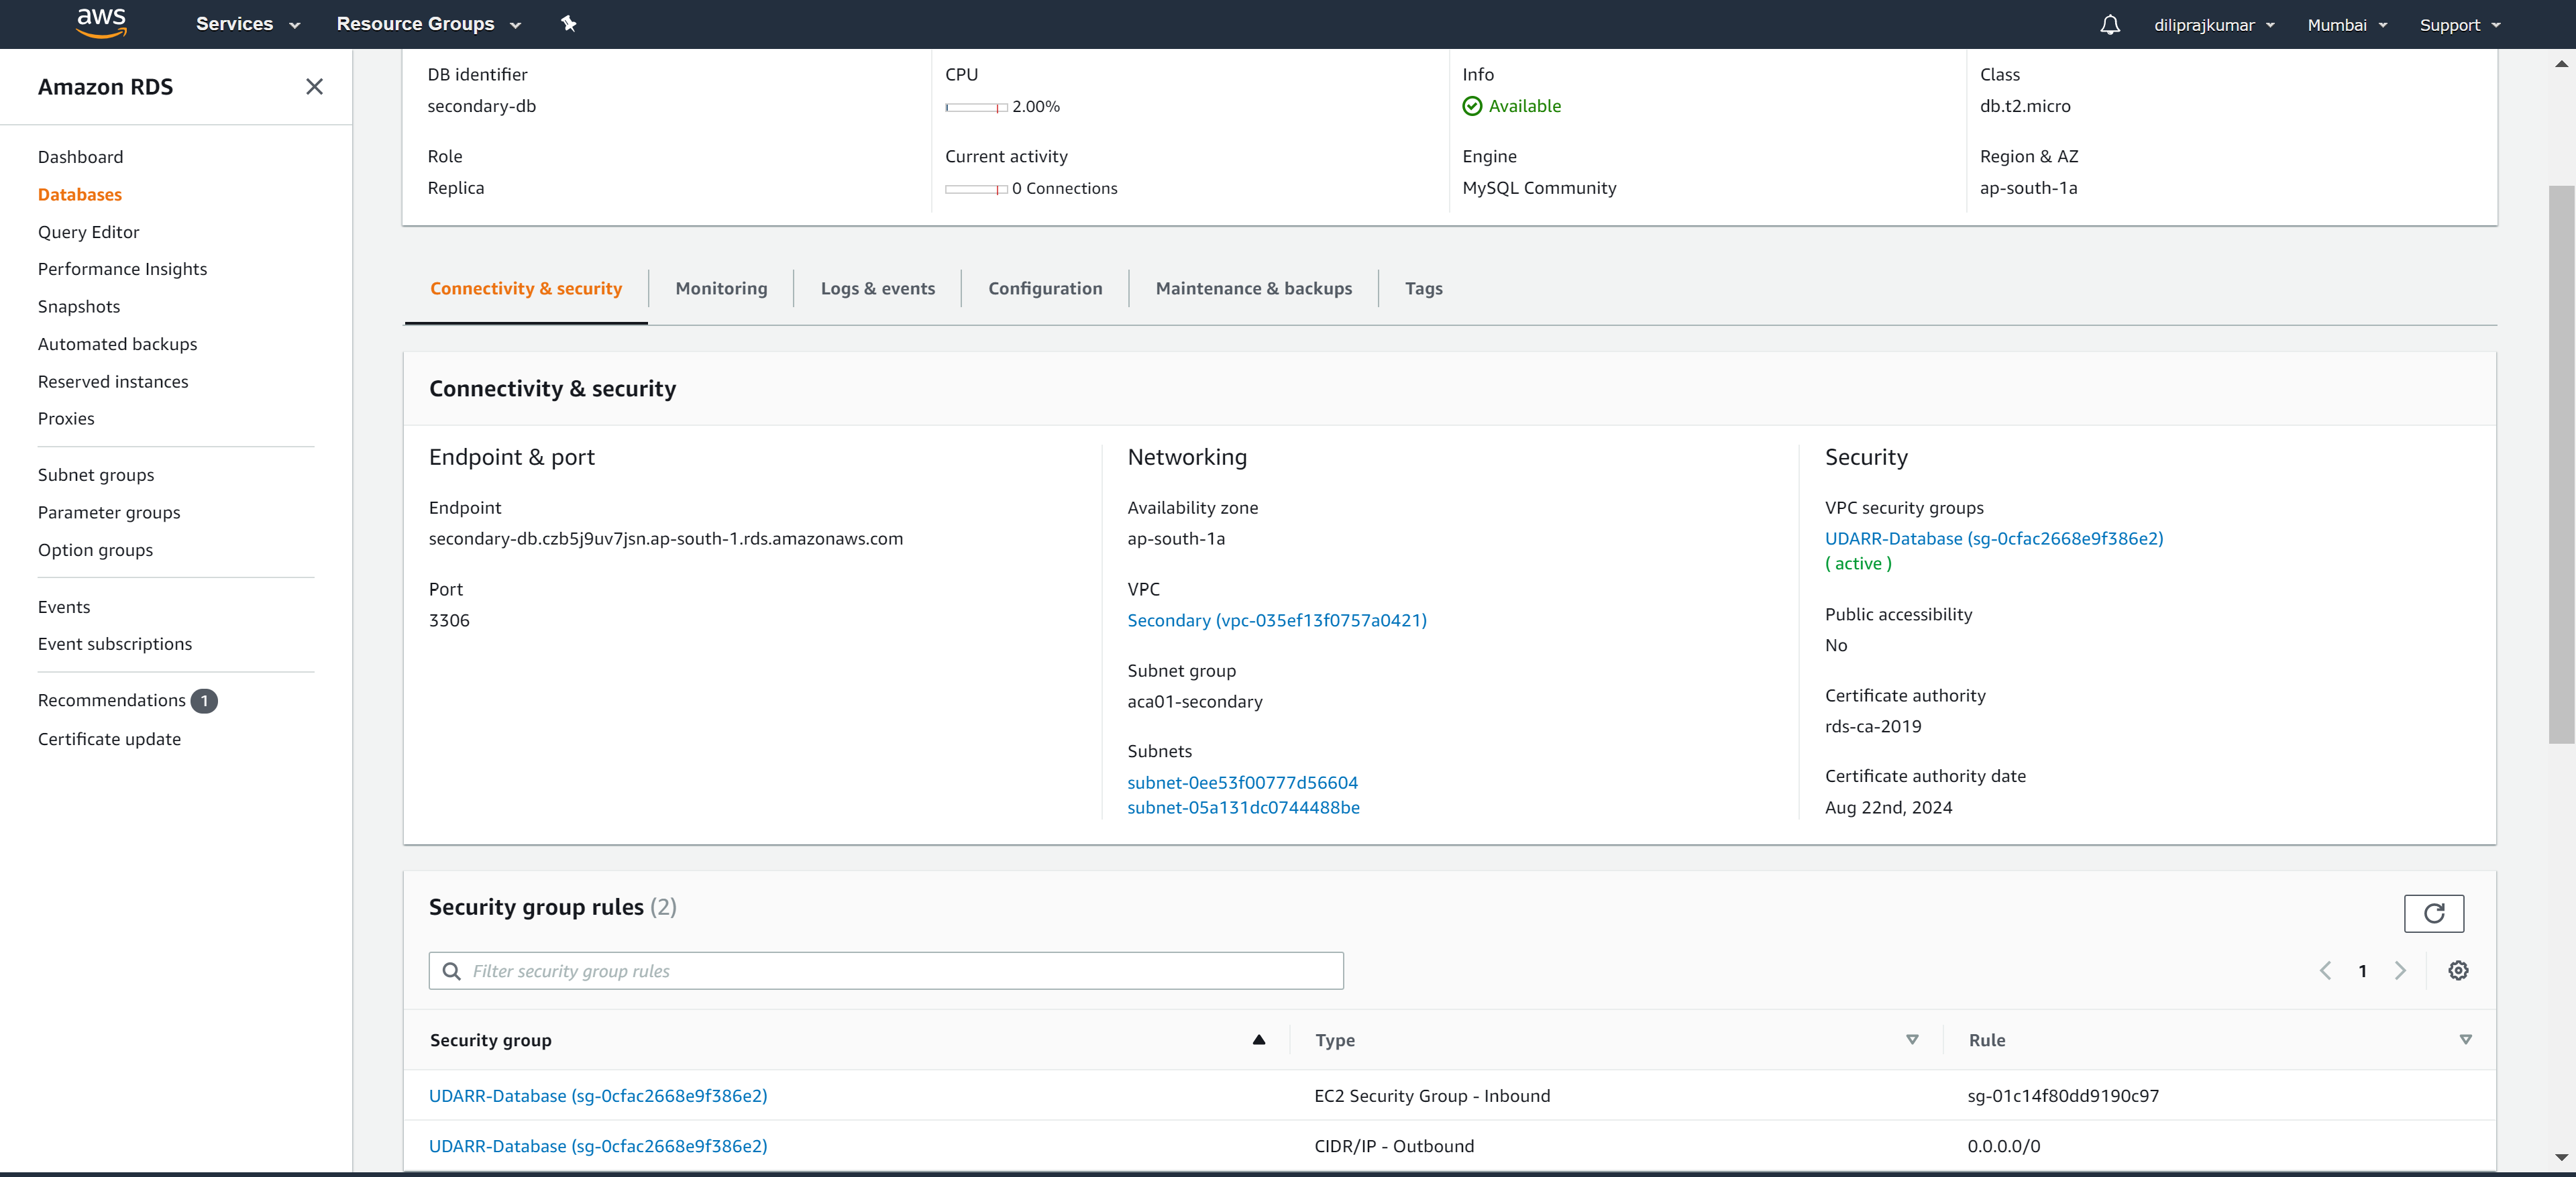 aws Services Resource Groups diliprajkumar Mumbai Support
Amazon RDS
Dashboard
Databases
Query Editor
Performance Insights
Snapshots
Automated backups
Reserved instances
Proxies
Subnet groups
Parameter groups
Option groups
Events
Event subscriptions
Recommendations 1
Certificate update
DB identifier
secondary-db
Role
Replica
CPU
2.00%
Current activity
0 Connections
Info
Available
Engine
MySQL Community
Class
db.t2.micro
Region & AZ
ap-south-1a
Connectivity & security Monitoring Logs & events Configuration Maintenance & backups Tags
Connectivity & security
Endpoint & port
Endpoint
secondary-db.czb5j9uv7jsn.ap-south-1.rds.amazonaws.com
Port
3306
Networking
Availability zone
ap-south-1a
VPC
Secondary (vpc-035ef13f0757a0421)
Subnet group
aca01-secondary
Subnets
subnet-0ee53f00777d56604
subnet-05a131dc0744488be
Security
VPC security groups
UDARR-Database (sg-0cfac2668e9f386e2)
( active )
Public accessibility
No
Certificate authority
rds-ca-2019
Certificate authority date
Aug 22nd, 2024
Security group rules (2)
Filter security group rules
1
Security group Type Rule
UDARR-Database (sg-0cfac2668e9f386e2) EC2 Security Group - Inbound sg-01c14f80dd9190c97
UDARR-Database (sg-0cfac2668e9f386e2) CIDR/IP - Outbound 0.0.0.0/0